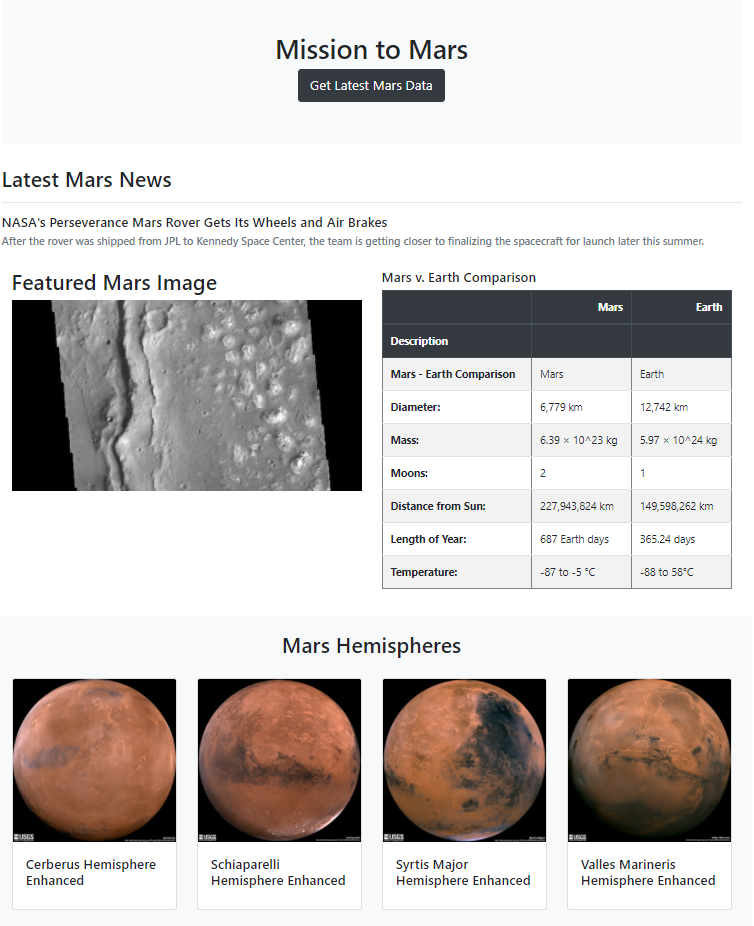 Mission to Mars
Get Latest Mars Data
Latest Mars News
NASA's Perseverance Mars Rover Gets Its Wheels and Air Brakes
After the rover was shipped from JPL to Kennedy Space Center, the team is getting closer to finalizing the spacecraft for launch later this summer.
Featured Mars Image
Mars v. Earth Comparison
Mars Earth
Description
Mars - Earth Comparison Mars Earth
Diameter: 6,779 km 12,742 km
Mass: 6.39 × 10^23 kg 5.97 × 10^24 kg
Moons: 2 1
Distance from Sun: 227,943,824 km 149,598,262 km
Length of Year: 687 Earth days 365.24 days
Temperature: -87 to -5 °C -88 to 58°C
Mars Hemispheres
USGS USGS USGS USGS
Cerberus Hemisphere
Enhanced
Schiaparelli
Hemisphere Enhanced
Syrtis Major
Hemisphere Enhanced
Valles Marineris
Hemisphere Enhanced